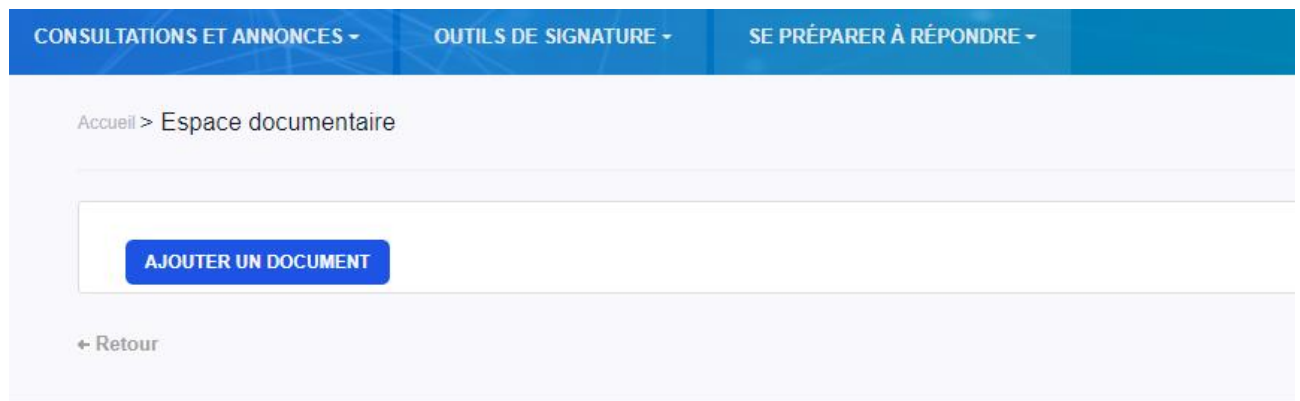 CONSULTATIONS ET ANNONCES OUTILS DE SIGNATURE SE PRÉPARER À RÉPONDRE
Accueil > Espace documentaire
AJOUTER UN DOCUMENT
← Retour